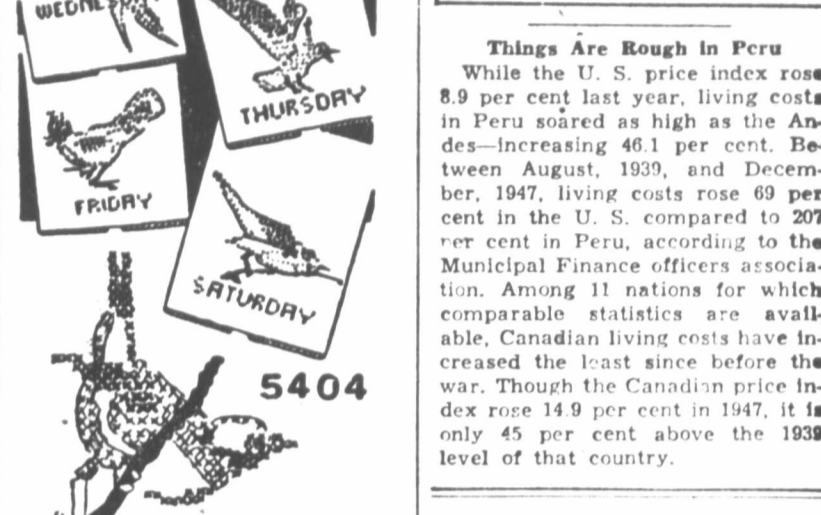 WEDNE
THURSDAY
FRIDAY
SATURDAY
5404
Things Are Rough in Peru
While the U. S. price index rose
8.9 per cent last year, living costs
in Peru soared as high as the An-
des—increasing 46.1 per cent. Be-
tween August, 1939, and Decem-
ber, 1947, living costs rose 69 per
cent in the U. S. compared to 207
per cent in Peru, according to the
Municipal Finance officers associa-
tion. Among 11 nations for which
comparable statistics are avail-
able, Canadian living costs have in-
creased the least since before the
war. Though the Canadian price in-
dex rose 14.9 per cent in 1947, it is
only 45 per cent above the 1939
level of that country.